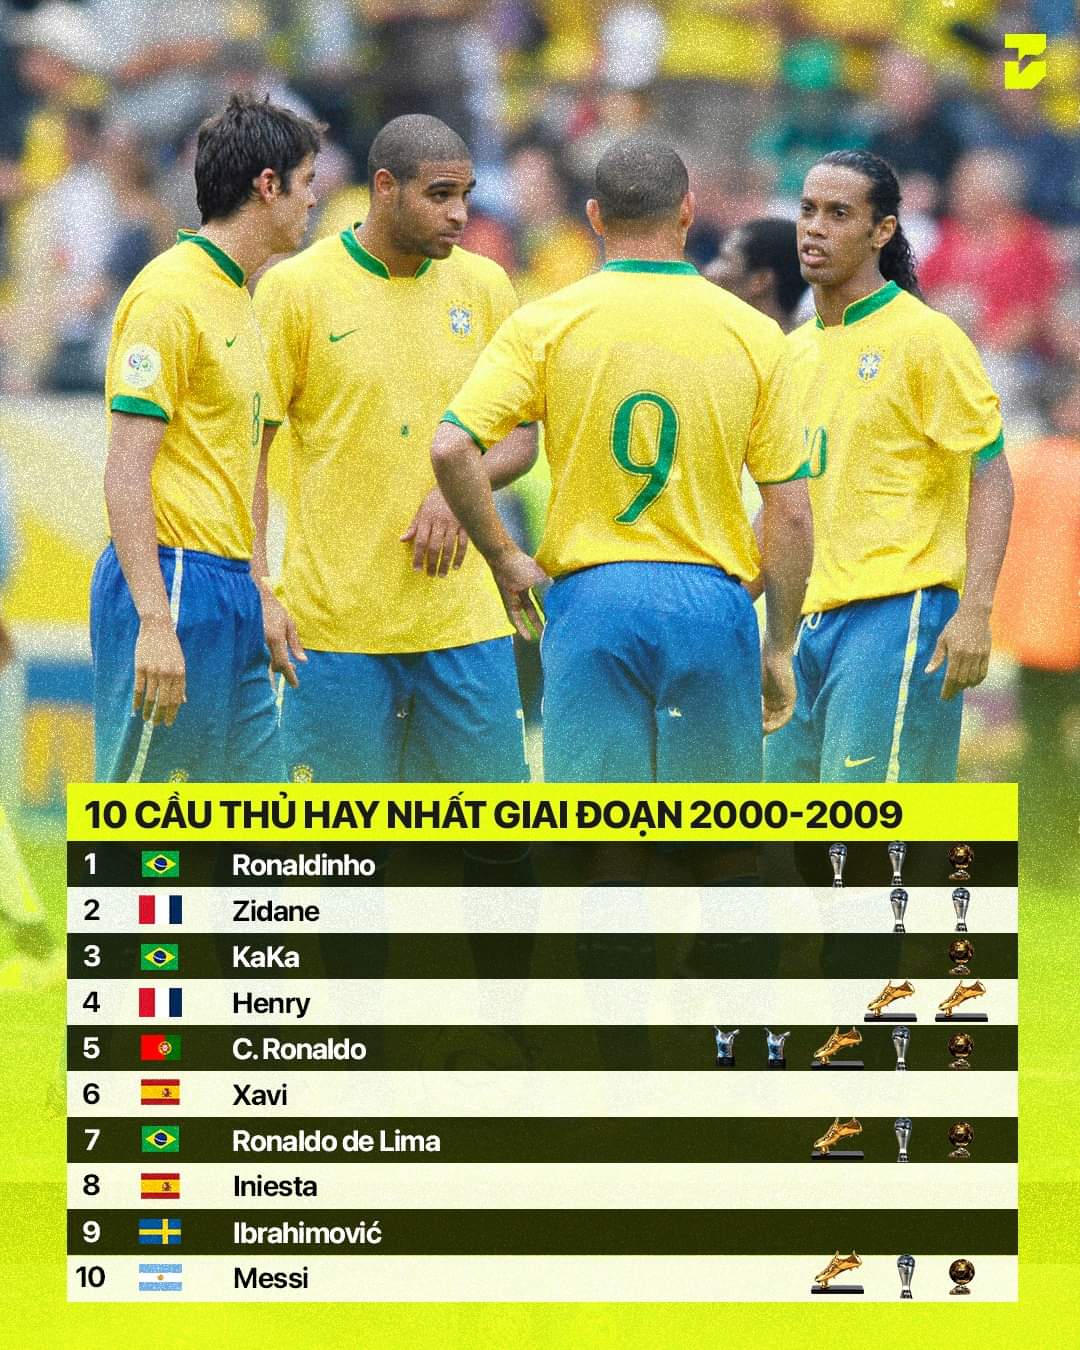 9
10 CẦU THỦ HAY NHẤT GIAI ĐOẠN 2000-2009
1 Ronaldinho
2 Zidane
3 KaKa
4 Henry
5 C. Ronaldo
6 Xavi
7 Ronaldo de Lima
8 Iniesta
9 Ibrahimović
10 Messi